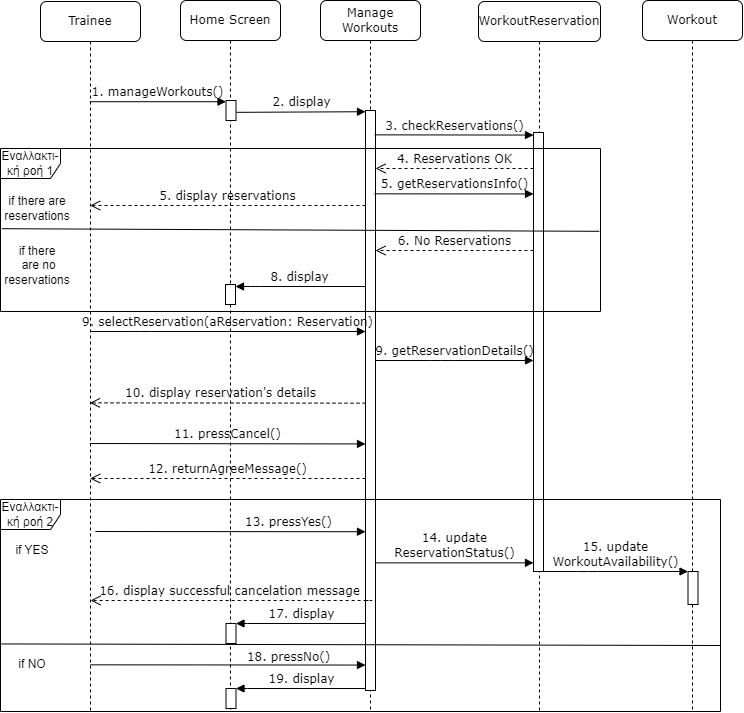 Trainee
Home Screen
Manage
Workouts
WorkoutReservation
Workout
1. manageWorkouts()
2. display
3. checkReservations()
Εναλλακτι-
κή ροή 1
4. Reservations OK
5. getReservationsInfo()
5. display reservations
if there are
reservations
6. No Reservations
if there
are no
reservations
8. display
9. selectReservation(aReservation: Reservation)
9. getReservationDetails()
10. display reservation's details
11. pressCancel()
12. returnAgreeMessage()
Εναλλακτι-
κή ροή 2
13. pressYes()
if YES
14. update
ReservationStatus()
15. update
WorkoutAvailability()
16. display successful cancelation message
17. display
if NO
18. pressNo()
19. display